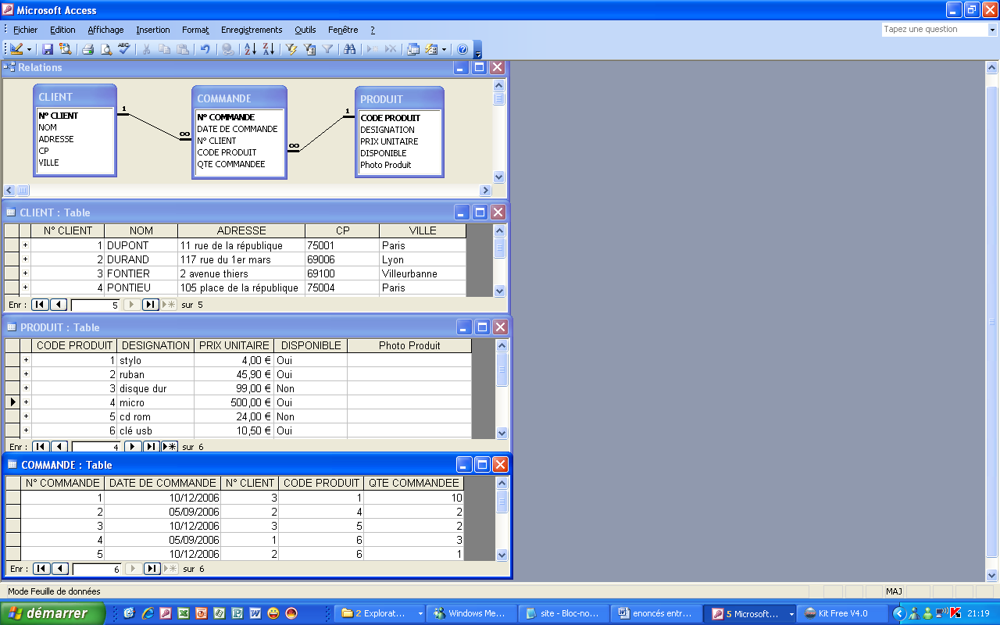 Microsoft Access
Fichier Edition Affichage Insertion Format Enregistrements Outils Fenêtre ?
Tapez une question
Relations
CLIENT
N° CLIENT
NOM
ADRESSE
CP
VILLE
1
∞
COMMANDE
N° COMMANDE
DATE DE COMMANDE
N° CLIENT
CODE PRODUIT
QTE COMMANDEE
∞
1
PRODUIT
CODE PRODUIT
DESIGNATION
PRIX UNITAIRE
DISPONIBLE
Photo Produit
CLIENT : Table
N° CLIENT NOM ADRESSE CP VILLE
1 DUPONT 11 rue de la république 75001 Paris
2 DURAND 117 rue du 1er mars 69006 Lyon
3 FONTIER 2 avenue thiers 69100 Villeurbanne
4 PONTIEU 105 place de la république 75004 Paris
Enr : 5 sur 5
PRODUIT : Table
CODE PRODUIT DESIGNATION PRIX UNITAIRE DISPONIBLE Photo Produit
1 stylo 4,00 € Oui
2 ruban 45,90 € Oui
3 disque dur 99,00 € Non
4 micro 500,00 € Oui
5 cd rom 24,00 € Non
6 clé usb 10,50 € Oui
Enr : 4 sur 6
COMMANDE : Table
N° COMMANDE DATE DE COMMANDE N° CLIENT CODE PRODUIT QTE COMMANDEE
1 10/12/2006 3 1 10
2 05/09/2006 2 4 2
3 10/12/2006 3 5 2
4 05/09/2006 1 6 3
5 10/12/2006 2 6 1
Enr : 6 sur 6
Mode Feuille de données MAJ
démarrer 2 Explorat... Windows Me... site - Bloc-no... enoncés entr... 5 Microsoft... Kit Free V4.0 21:19